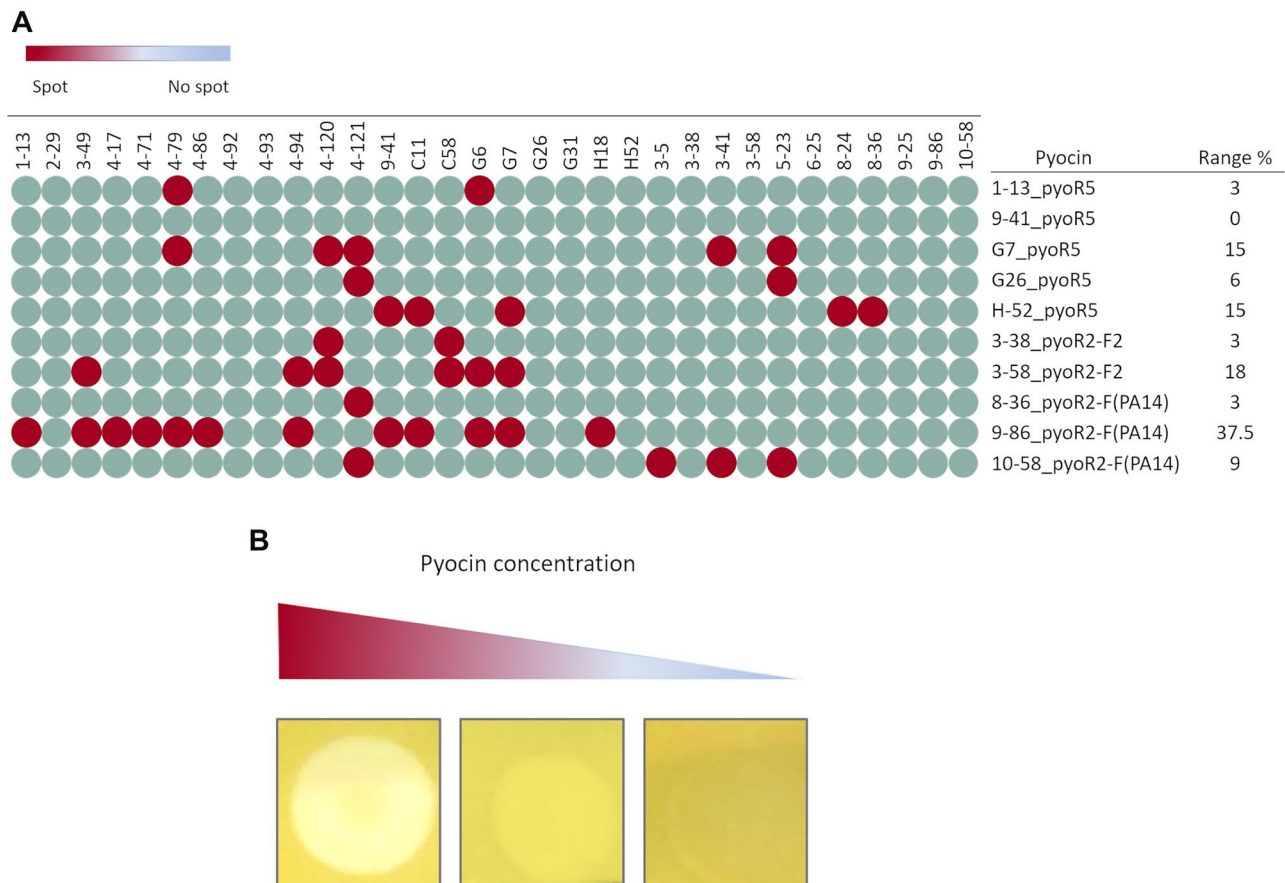 A
Spot No spot
1-13 2-29 3-49 4-17 4-71 4-79 4-86 4-92 4-93 4-94 4-120 4-121 9-41 C11 C58 G6 G7 G26 G31 H18 H52 3-5 3-38 3-41 3-58 5-23 6-25 8-24 8-36 9-25 9-86 10-58
Pyocin Range %
1-13_pyoR5 3
9-41_pyoR5 0
G7_pyoR5 15
G26_pyoR5 6
H-52_pyoR5 15
3-38_pyoR2-F2 3
3-58_pyoR2-F2 18
8-36_pyoR2-F(PA14) 3
9-86_pyoR2-F(PA14) 37.5
10-58_pyoR2-F(PA14) 9
B
Pyocin concentration